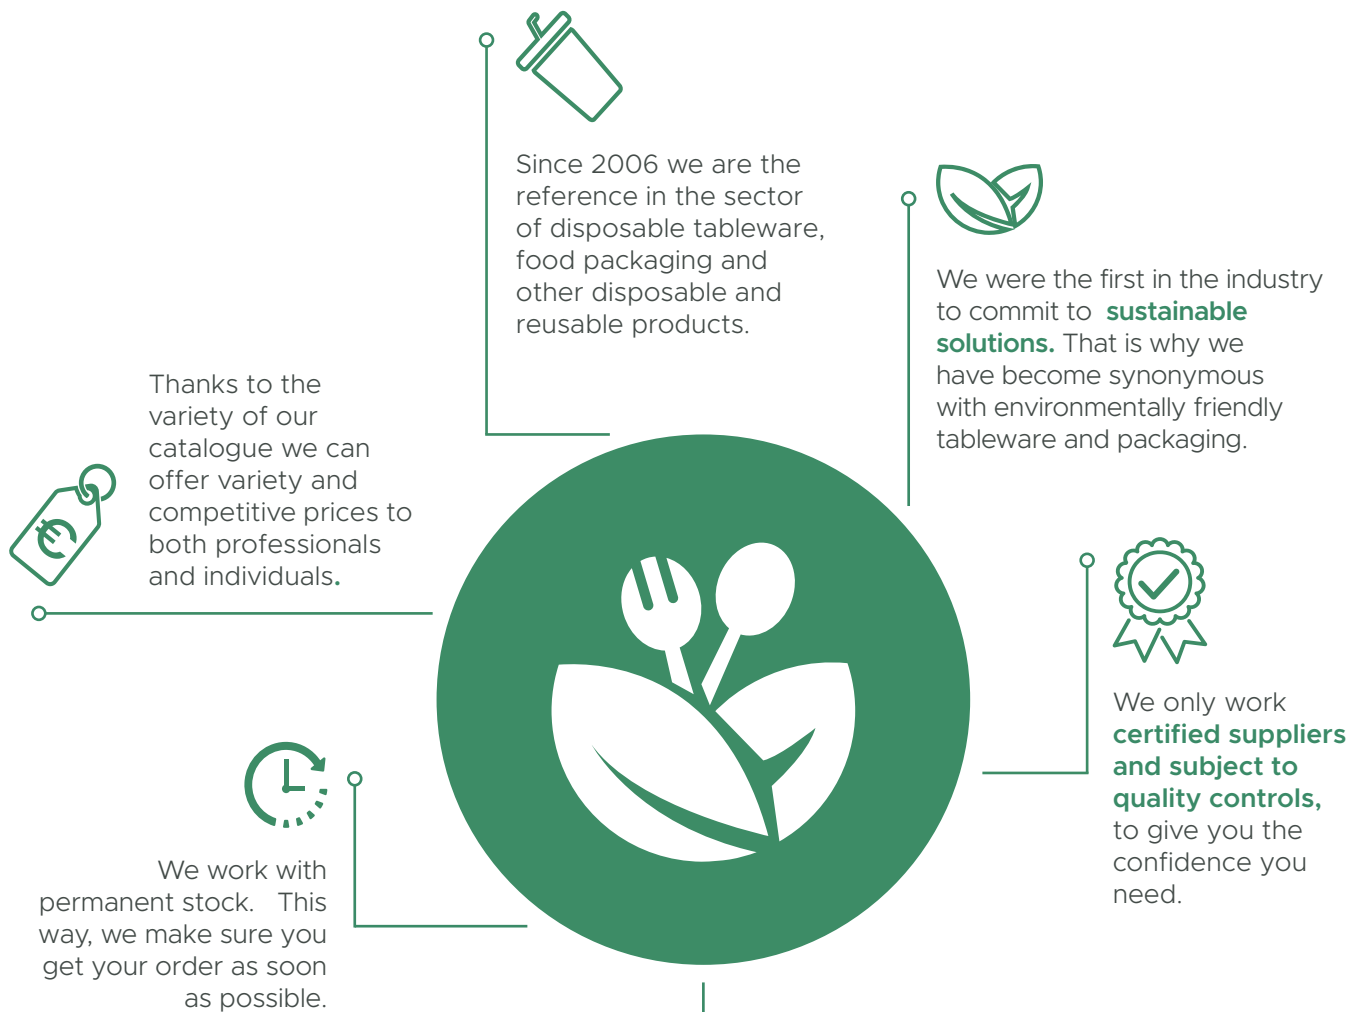 Since 2006 we are the
reference in the sector
of disposable tableware,
food packaging and
other disposable and
reusable products.
We were the first in the industry
to commit to sustainable
solutions. That is why we
have become synonymous
with environmentally friendly
tableware and packaging.
Thanks to the
variety of our
catalogue we can
offer variety and
competitive prices to
both professionals
and individuals.
We only work
certified suppliers
and subject to
quality controls,
to give you the
confidence you
need.
We work with
permanent stock. This
way, we make sure you
get your order as soon
as possible.